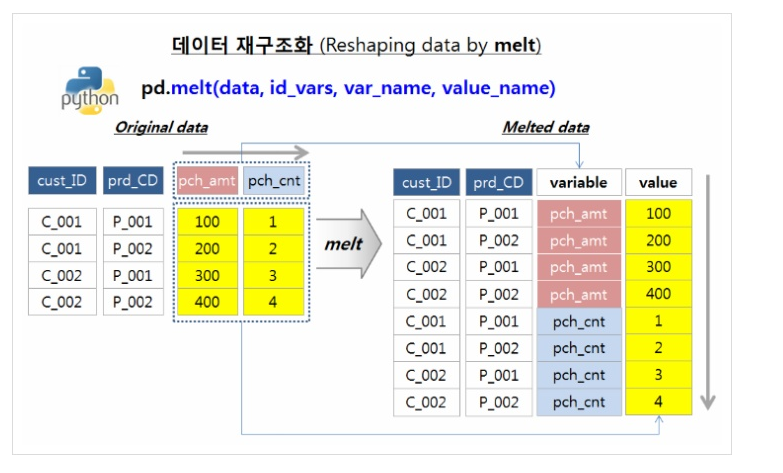 데이터 재구조화 (Reshaping data by melt)
python
pd.melt(data, id_vars, var_name, value_name)
Original data
Melted data
cust_ID prd_CD pch_amt pch_cnt
C_001 P_001 100 1
C_001 P_002 200 2
C_002 P_001 300 3
C_002 P_002 400 4
melt
cust_ID prd_CD variable value
C_001 P_001 pch_amt 100
C_001 P_002 pch_amt 200
C_002 P_001 pch_amt 300
C_002 P_002 pch_amt 400
C_001 P_001 pch_cnt 1
C_001 P_002 pch_cnt 2
C_002 P_001 pch_cnt 3
C_002 P_002 pch_cnt 4